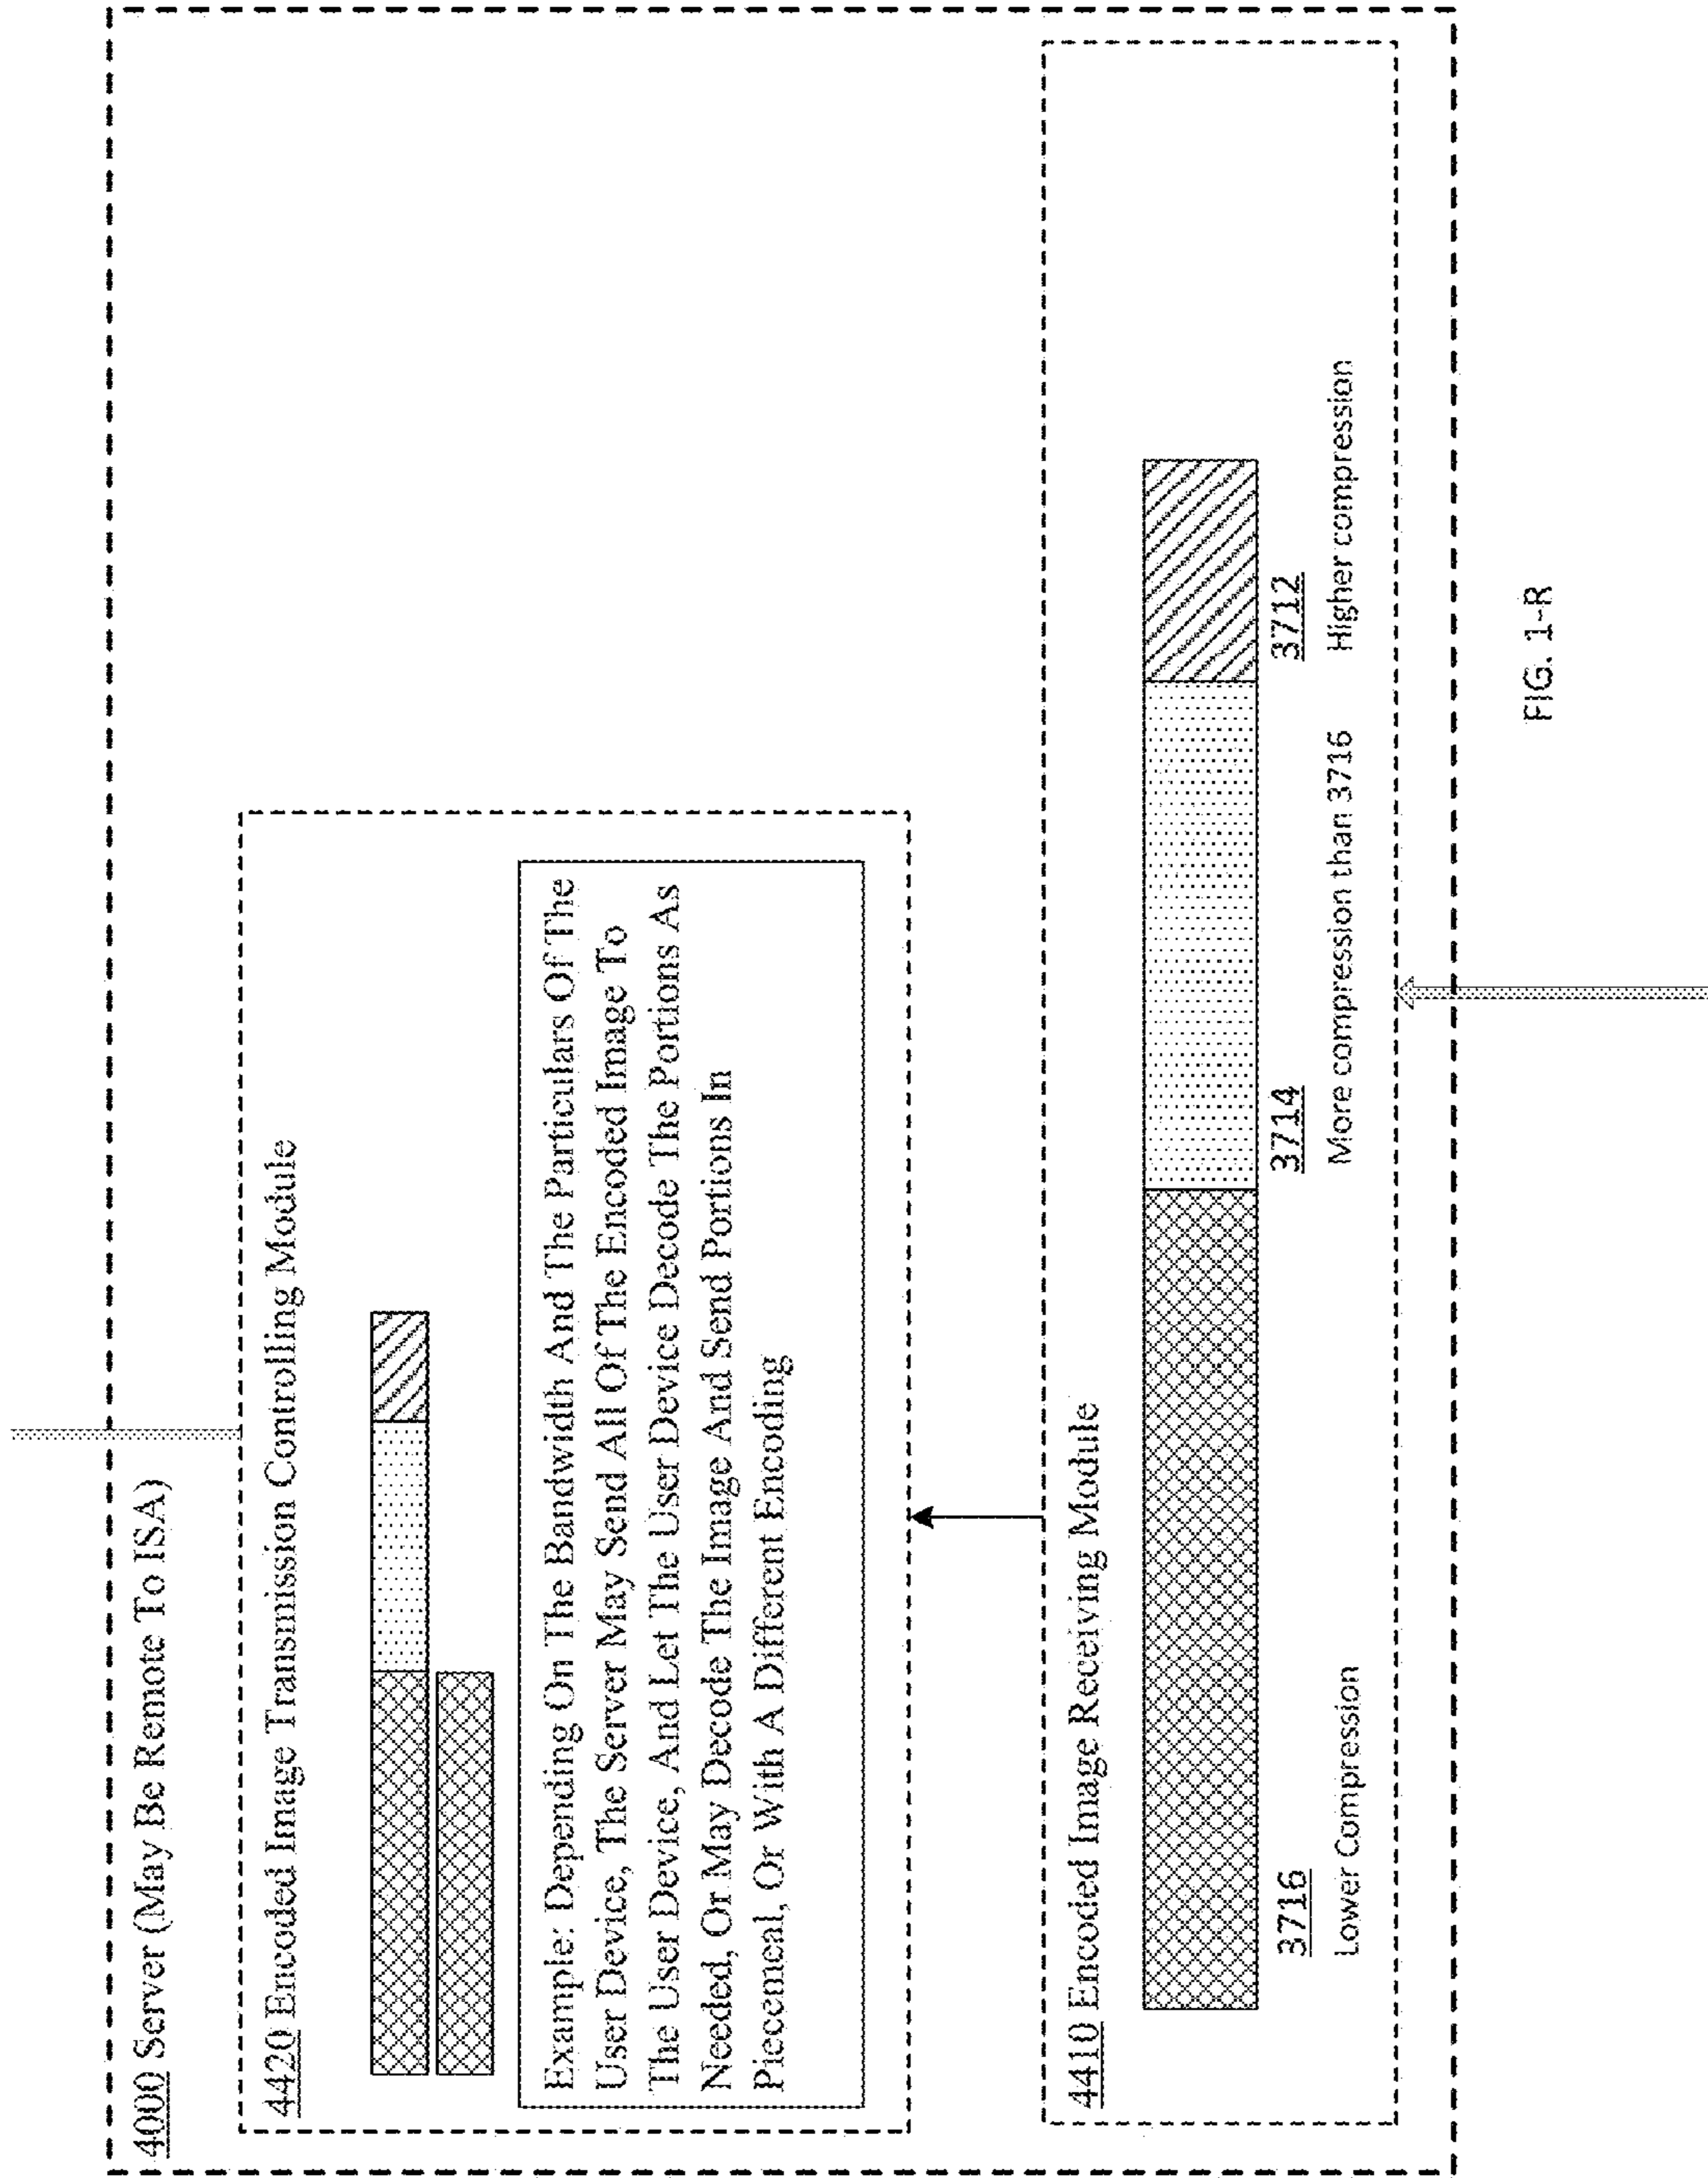 4000 Server (May Be Remote To ISA)
4420 Encoded Image Transmission Controlling Module
Example: Depending On The Bandwidth And The Particulars Of The
User Device, The Server May Send All Of The Encoded Image To
The User Device, And Let The User Device Decode The Portions As
Needed, Or May Decode The Image And Send Portions In
Piecemeal, Or With A Different Encoding
4410 Encoded Image Receiving Module
3716
3714
3712
Lower Compression
More compression than 3716
Higher compression
FIG. 1-R